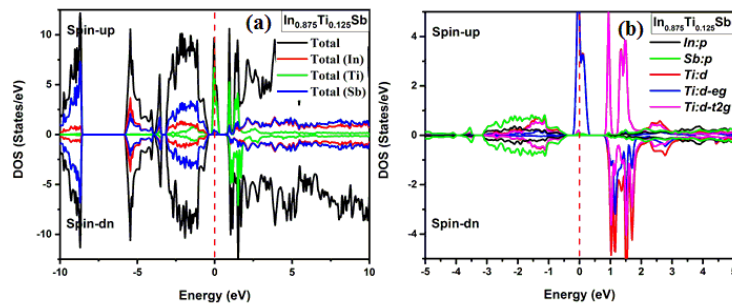 (a) In0.875Ti0.125Sb
Spin-up
Total
Total (In)
Total (Ti)
Total (Sb)
Spin-dn
DOS (States/eV)
10
5
0
-5
-10
-10 -5 0 5 10
Energy (eV)
(b) In0.875Ti0.125Sb
Spin-up
In:p
Sb:p
Ti:d
Ti:d-eg
Ti:d-t2g
Spin-dn
DOS (States/eV)
4
2
0
-2
-4
-5 -4 -3 -2 -1 0 1 2 3 4 5
Energy (eV)